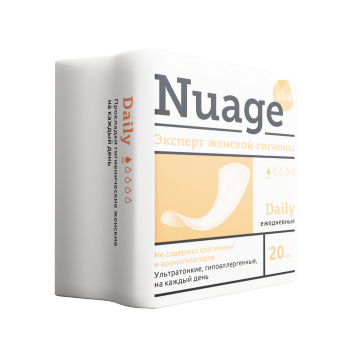 Nuage
ultra
Эксперт женской гигиены
Daily
ежедневные
Не содержат красителей
и ароматизаторов
Ультратонкие, гипоаллергенные,
на каждый день
20 шт.
Daily
Прокладки гигиенические женские
на каждый день